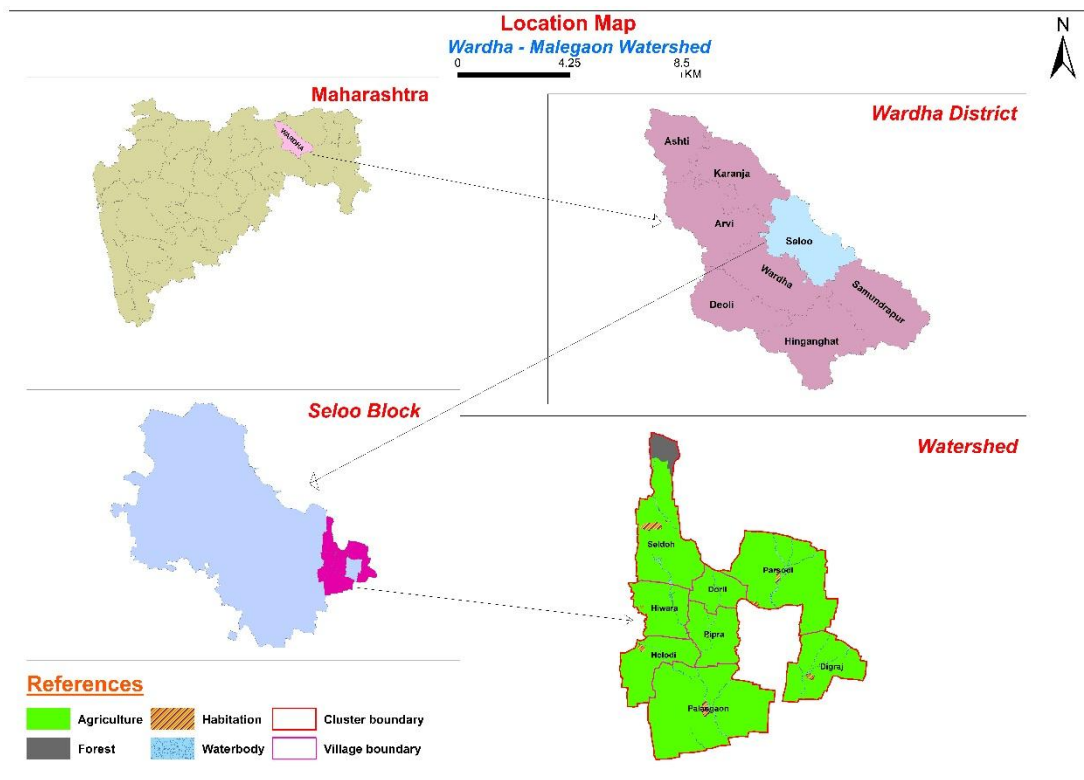 Location Map
Wardha - Malegaon Watershed
0 4.25 8.5
KM
N
Maharashtra
WARDHA
Wardha District
Ashti
Karanja
Arvi
Seloo
Wardha
Deoli
Samundrapur
Hinganghat
Seloo Block
Watershed
Seldoh
Parsodi
Dorli
Hiwara
Pipra
Helodi
Digraj
Palasgaon
References
Agriculture
Habitation
Cluster boundary
Forest
Waterbody
Village boundary